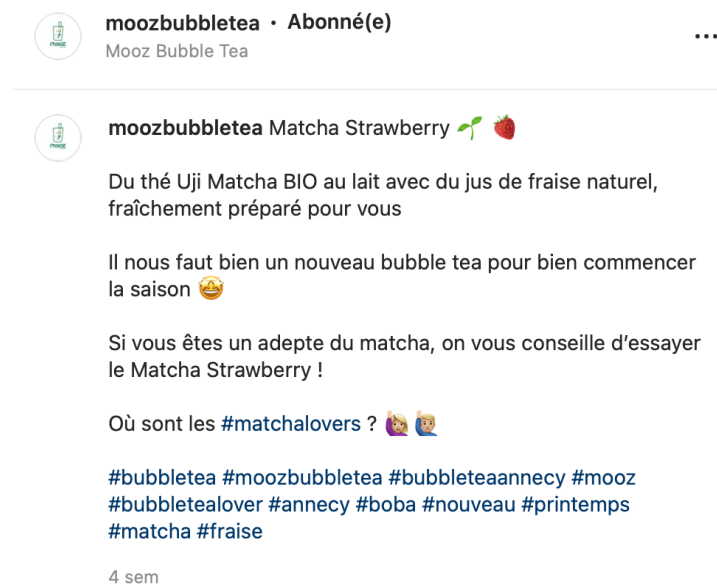 moozbubbletea • Abonné(e)
Mooz Bubble Tea
moozbubbletea Matcha Strawberry 🌱 🍓
Du thé Uji Matcha BIO au lait avec du jus de fraise naturel,
fraîchement préparé pour vous
Il nous faut bien un nouveau bubble tea pour bien commencer
la saison 🤩
Si vous êtes un adepte du matcha, on vous conseille d’essayer
le Matcha Strawberry !
Où sont les #matchalovers ? 🙋🏼‍♀️🙋🏼‍♂️
#bubbletea #moozbubbletea #bubbleteaannecy #mooz
#bubbletealover #annecy #boba #nouveau #printemps
#matcha #fraise
4 sem